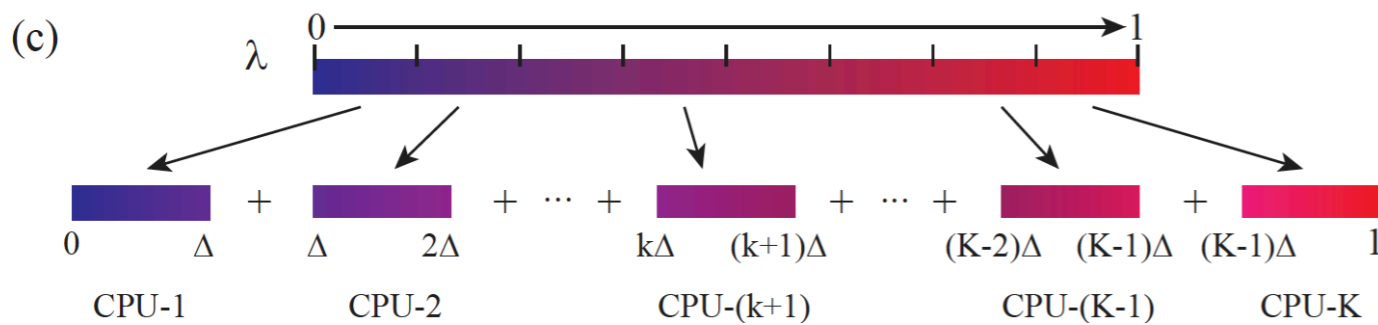 (c)
0 1
λ
+ + ··· + + ··· + +
0 Δ Δ 2Δ kΔ (k+1)Δ (K-2)Δ (K-1)Δ (K-1)Δ 1
CPU-1 CPU-2 CPU-(k+1) CPU-(K-1) CPU-K